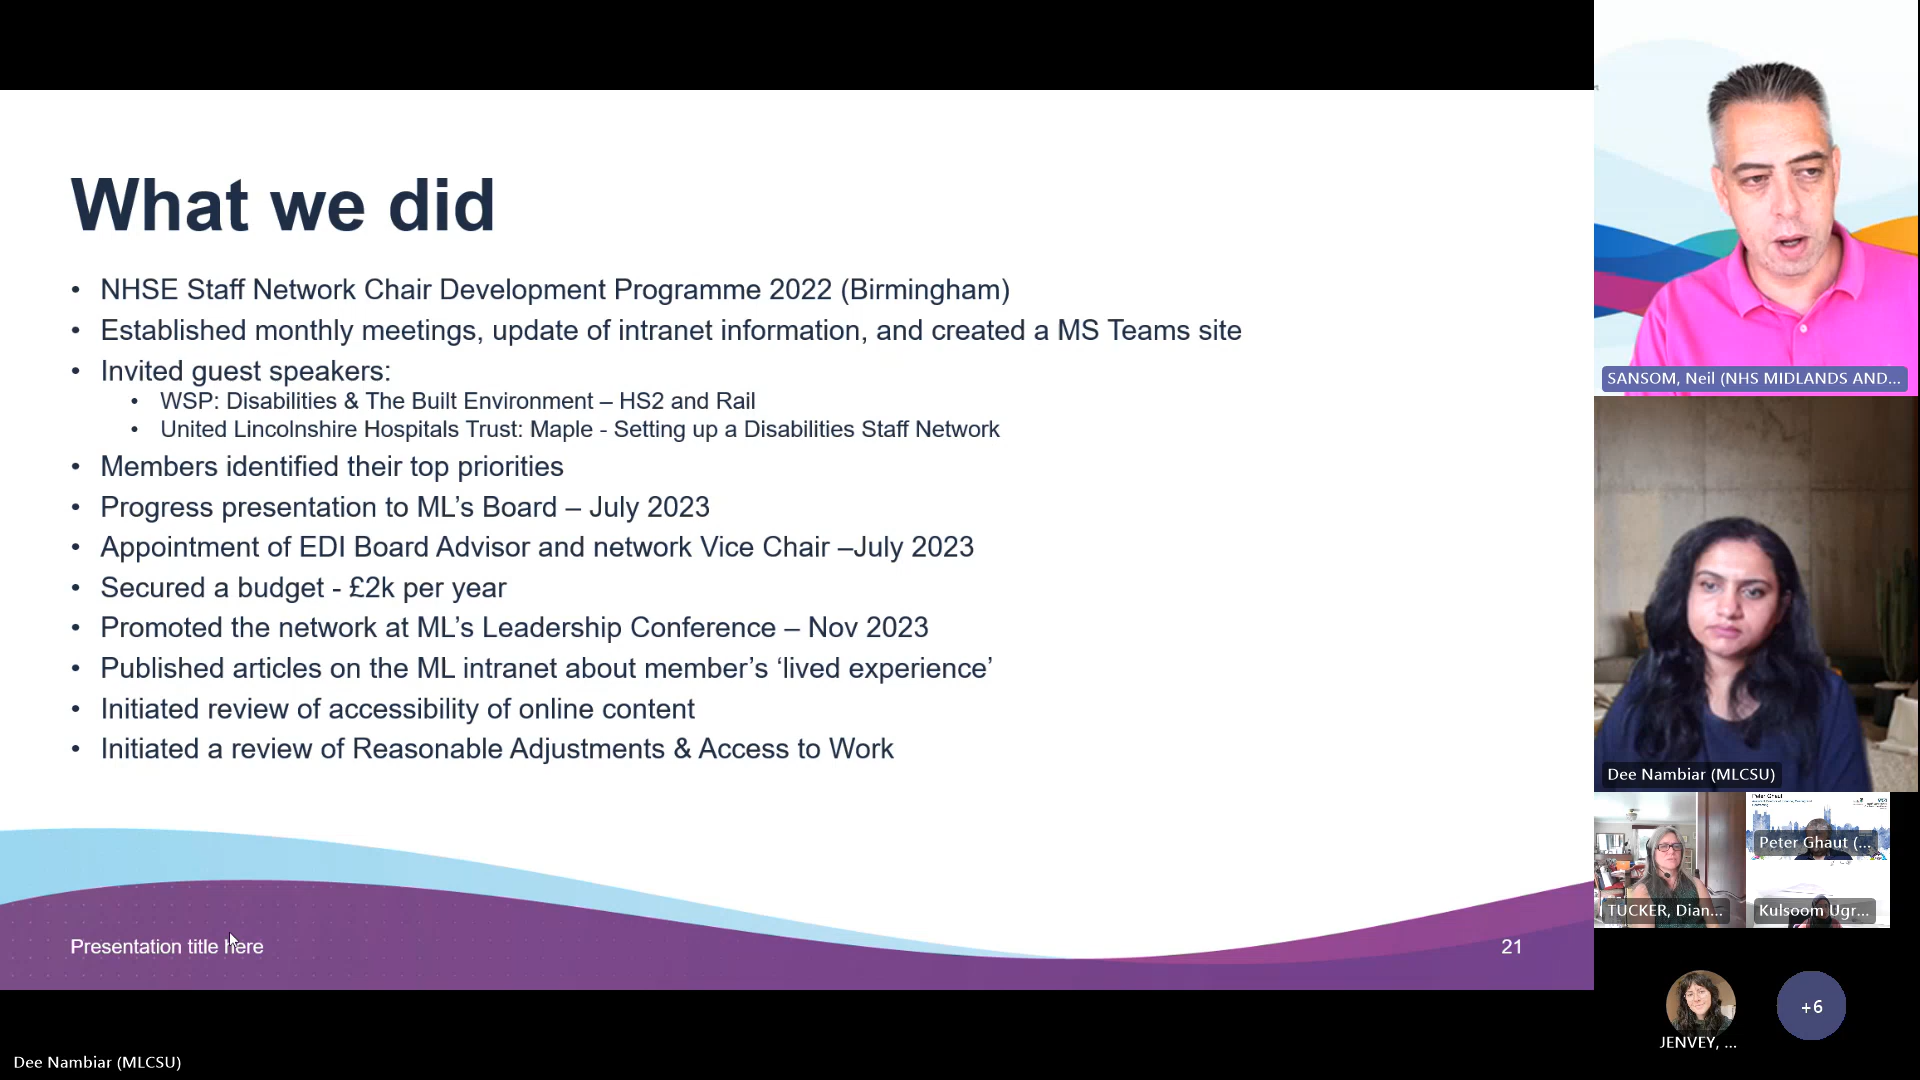 What we did
• NHSE Staff Network Chair Development Programme 2022 (Birmingham)
• Established monthly meetings, update of intranet information, and created a MS Teams site
• Invited guest speakers:
• WSP: Disabilities & The Built Environment – HS2 and Rail
• United Lincolnshire Hospitals Trust: Maple - Setting up a Disabilities Staff Network
• Members identified their top priorities
• Progress presentation to ML’s Board – July 2023
• Appointment of EDI Board Advisor and network Vice Chair –July 2023
• Secured a budget - £2k per year
• Promoted the network at ML’s Leadership Conference – Nov 2023
• Published articles on the ML intranet about member’s ‘lived experience’
• Initiated review of accessibility of online content
• Initiated a review of Reasonable Adjustments & Access to Work
Presentation title here
21
SANSOM, Neil (NHS MIDLANDS AND...
Dee Nambiar (MLCSU)
Peter Ghaut
Peter Ghaut (...
TUCKER, Dian...
Kulsoom Ugr...
JENVEY, ...
+6
Dee Nambiar (MLCSU)